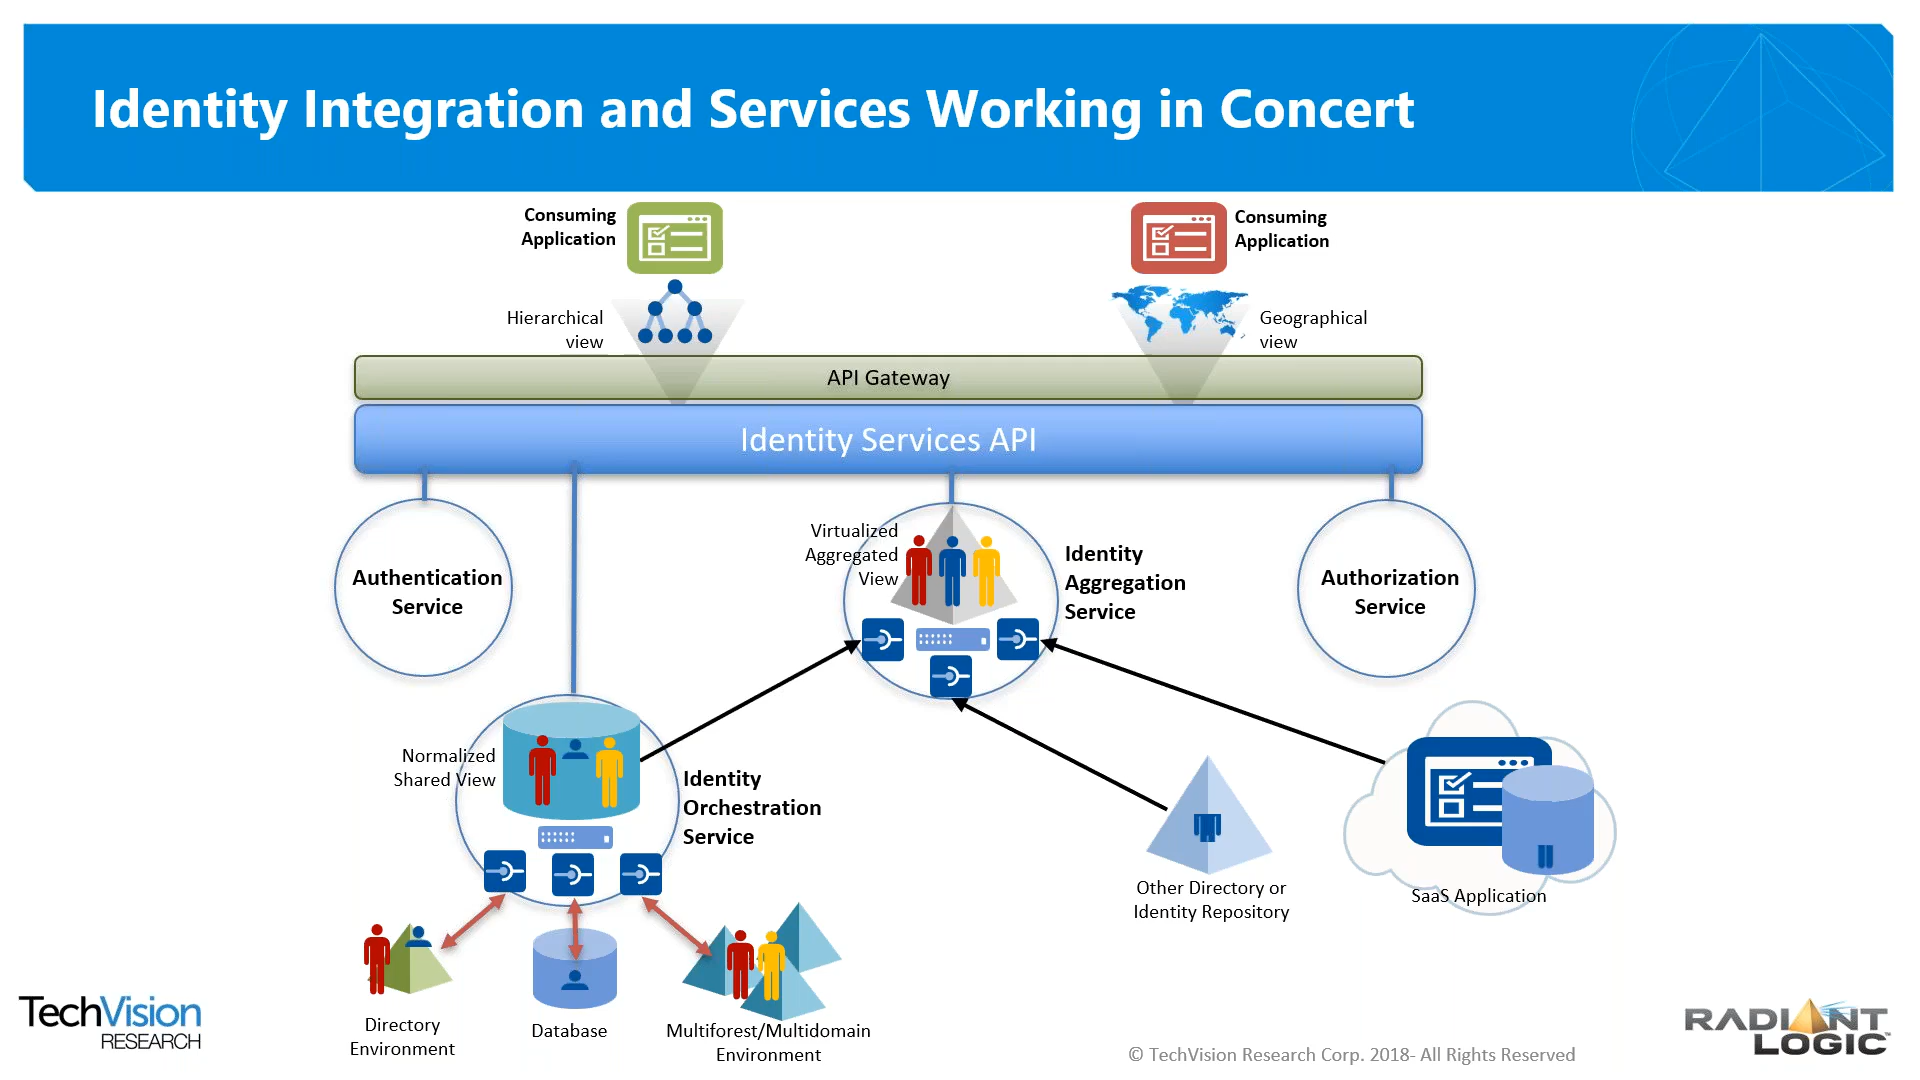 Identity Integration and Services Working in Concert
Consuming
Application
Consuming
Application
Hierarchical
view
Geographical
view
API Gateway
Identity Services API
Authentication
Service
Virtualized
Aggregated
View
Identity
Aggregation
Service
Authorization
Service
Normalized
Shared View
Identity
Orchestration
Service
Other Directory or
Identity Repository
SaaS Application
Directory
Environment
Database
Multiforest/Multidomain
Environment
TechVision
RESEARCH
© TechVision Research Corp. 2018- All Rights Reserved
RADIANT
LOGIC™